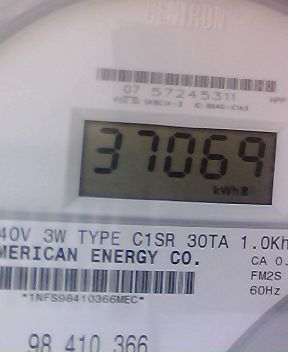 CENTRON
07 57245311
37069
kWh
40V 3W TYPE C1SR 30TA 1.0Kh
MERICAN ENERGY CO.
CA 0.
FM2S
60Hz
*1NFS98410366MEC*
98 410 366